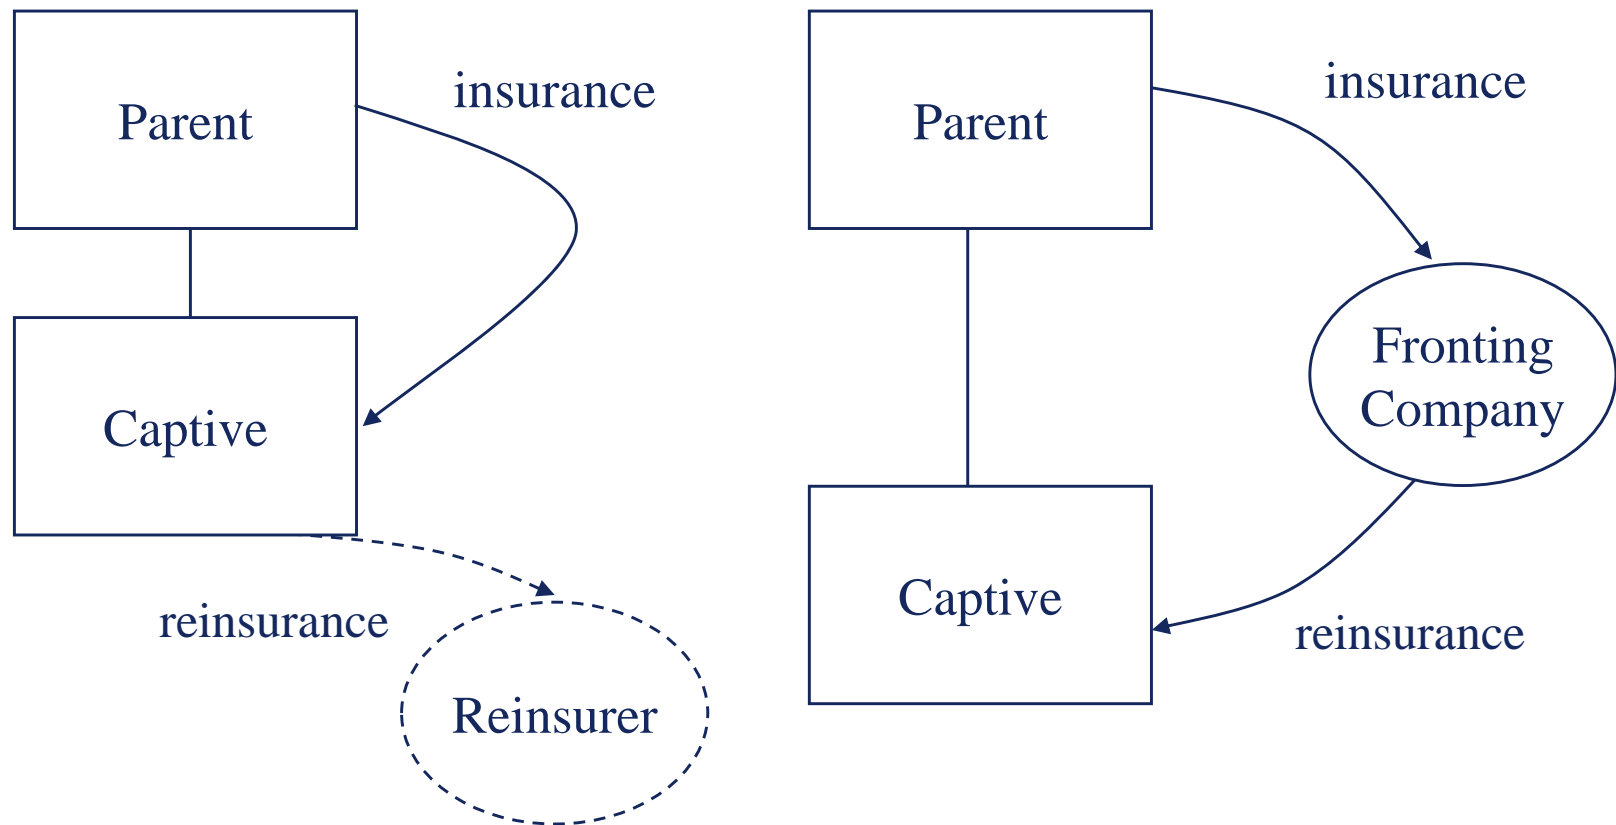 Parent
insurance
Captive
reinsurance
Reinsurer
Parent
insurance
Fronting
Company
Captive
reinsurance